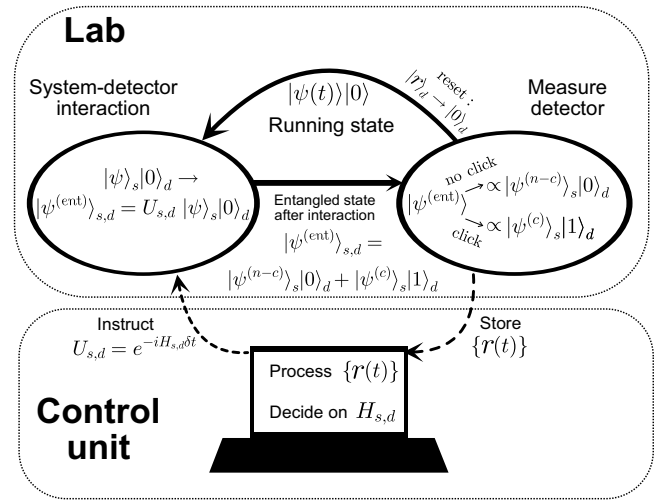 Lab
System-detector
interaction
|ψ⟩_s|0⟩_d →
|ψ^(ent)⟩_{s,d} = U_{s,d} |ψ⟩_s|0⟩_d
|ψ(t)⟩|0⟩
Running state
reset :
|r⟩_d → |0⟩_d
Measure
detector
no click
|ψ^(ent)⟩ → ∝ |ψ^(n-c)⟩_s|0⟩_d
→ ∝ |ψ^(c)⟩_s|1⟩_d
click
Entangled state
after interaction
|ψ^(ent)⟩_{s,d} =
|ψ^(n-c)⟩_s|0⟩_d + |ψ^(c)⟩_s|1⟩_d
Instruct
U_{s,d} = e^{-iH_{s,d}δt}
Store
{r(t)}
Process {r(t)}
Decide on H_{s,d}
Control
unit